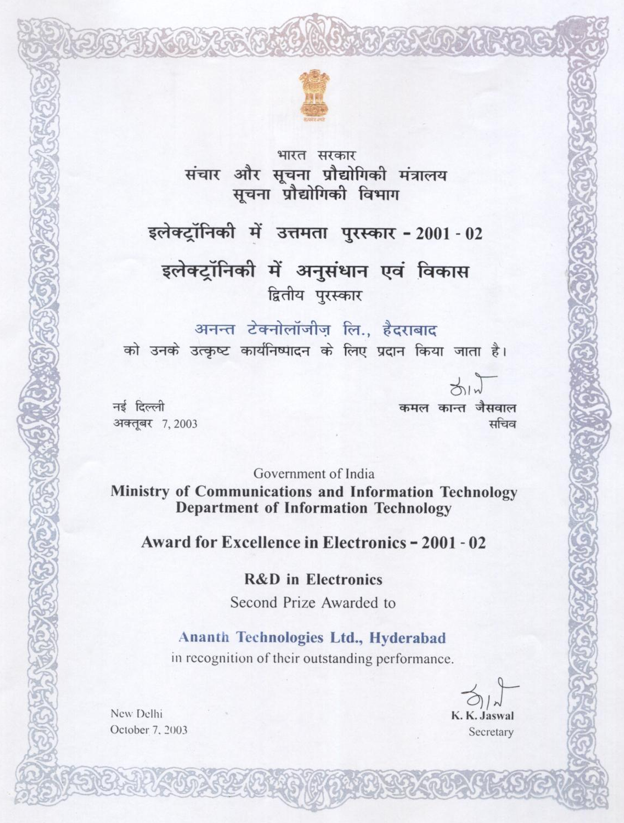 भारत सरकार
संचार और सूचना प्रौद्योगिकी मंत्रालय
सूचना प्रौद्योगिकी विभाग
इलेक्ट्रॉनिकी में उत्तमता पुरस्कार - 2001 - 02
इलेक्ट्रॉनिकी में अनुसंधान एवं विकास
द्वितीय पुरस्कार
अनन्त टेक्नोलॉजीज़ लि., हैदराबाद
को उनके उत्कृष्ट कार्यनिष्पादन के लिए प्रदान किया जाता है।
नई दिल्ली
अक्तूबर 7, 2003
कमल कान्त जैसवाल
सचिव
Government of India
Ministry of Communications and Information Technology
Department of Information Technology
Award for Excellence in Electronics - 2001 - 02
R&D in Electronics
Second Prize Awarded to
Ananth Technologies Ltd., Hyderabad
in recognition of their outstanding performance.
New Delhi
October 7, 2003
K. K. Jaswal
Secretary